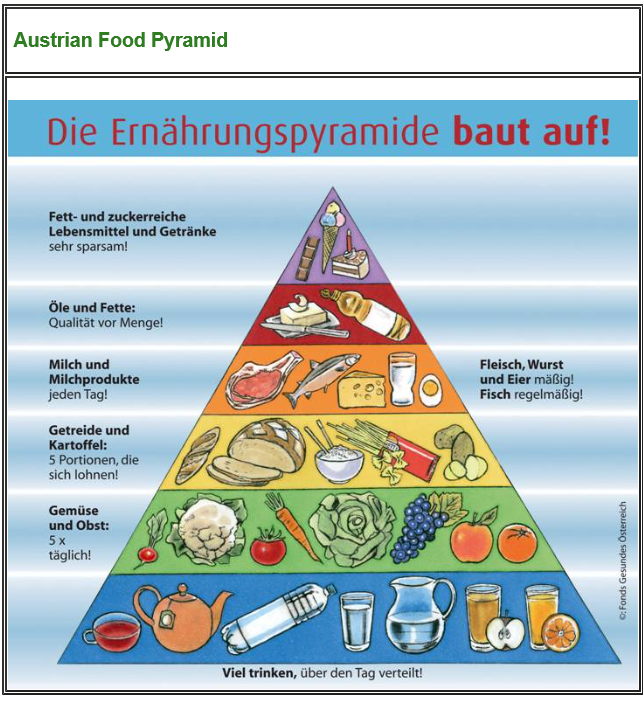 Austrian Food Pyramid
Die Ernährungspyramide baut auf!
Fett- und zuckerreiche
Lebensmittel und Getränke
sehr sparsam!
Öle und Fette:
Qualität vor Menge!
Milch und
Milchprodukte
jeden Tag!
Fleisch, Wurst
und Eier mäßig!
Fisch regelmäßig!
Getreide und
Kartoffel:
5 Portionen, die
sich lohnen!
Gemüse
und Obst:
5 x
täglich!
©: Fonds Gesundes Österreich
Viel trinken, über den Tag verteilt!